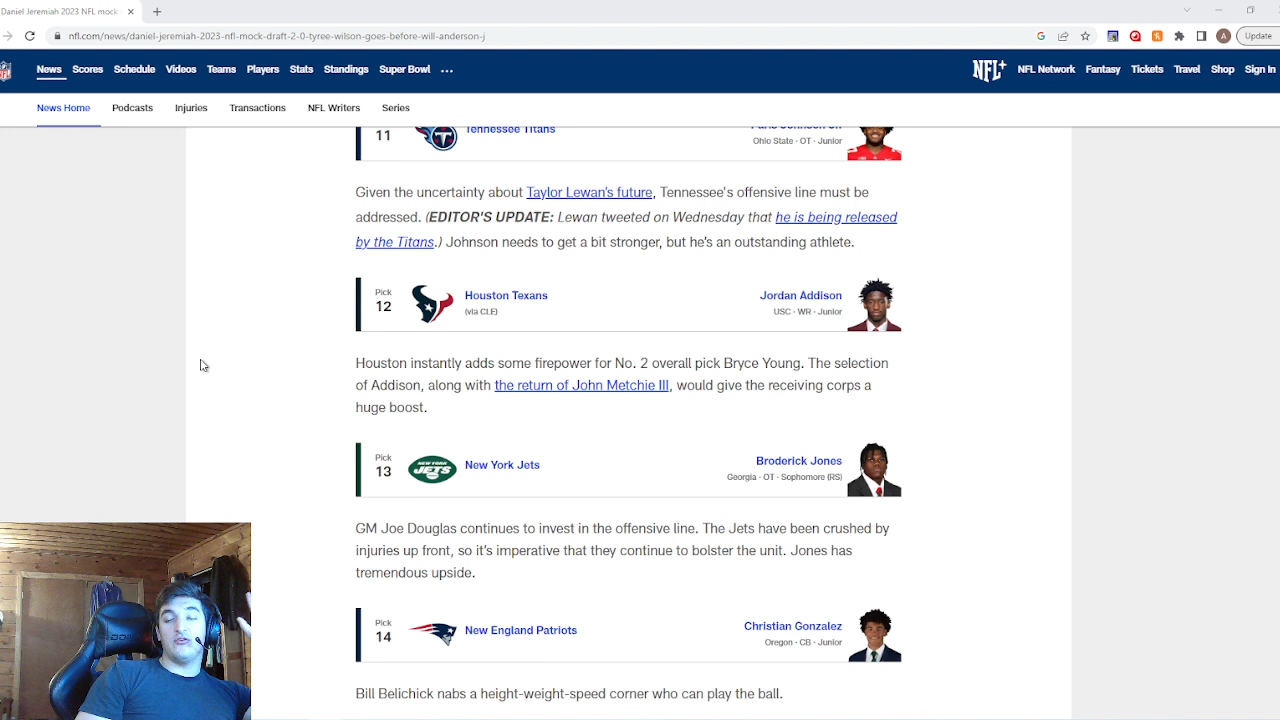 Daniel Jeremiah 2023 NFL mock
nfl.com/news/daniel-jeremiah-2023-nfl-mock-draft-2-0-tyree-wilson-goes-before-will-anderson-j
A
Update
News Scores Schedule Videos Teams Players Stats Standings Super Bowl ...
NFL+ NFL Network Fantasy Tickets Travel Shop Sign In
News Home Podcasts Injuries Transactions NFL Writers Series
11
Tennessee Titans
Ohio State · OT · Junior
Given the uncertainty about Taylor Lewan's future, Tennessee's offensive line must be
addressed. (EDITOR'S UPDATE: Lewan tweeted on Wednesday that he is being released
by the Titans.) Johnson needs to get a bit stronger, but he's an outstanding athlete.
Pick
12
Houston Texans
(via CLE)
Jordan Addison
USC · WR · Junior
Houston instantly adds some firepower for No. 2 overall pick Bryce Young. The selection
of Addison, along with the return of John Metchie III, would give the receiving corps a
huge boost.
Pick
13
NEW YORK
JETS
New York Jets
Broderick Jones
Georgia · OT · Sophomore (RS)
GM Joe Douglas continues to invest in the offensive line. The Jets have been crushed by
injuries up front, so it's imperative that they continue to bolster the unit. Jones has
tremendous upside.
Pick
14
New England Patriots
Christian Gonzalez
Oregon · CB · Junior
Bill Belichick nabs a height-weight-speed corner who can play the ball.